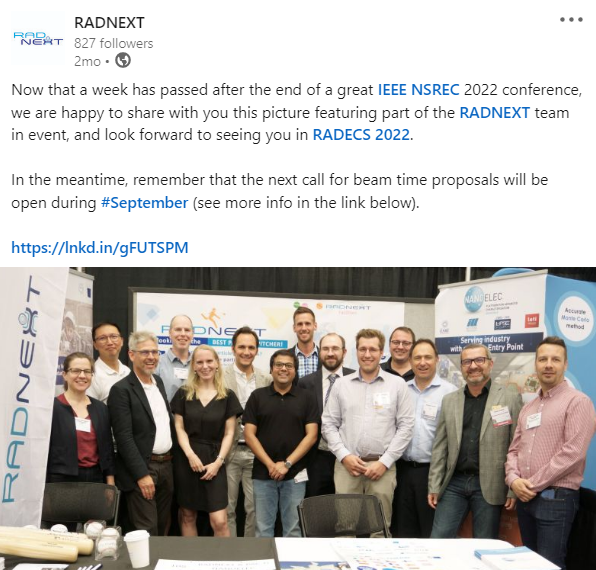 RADNEXT
RADNEXT
827 followers
2mo •
Now that a week has passed after the end of a great IEEE NSREC 2022 conference,
we are happy to share with you this picture featuring part of the RADNEXT team
in event, and look forward to seeing you in RADECS 2022.
In the meantime, remember that the next call for beam time proposals will be
open during #September (see more info in the link below).
https://lnkd.in/gFUTSPM
RADNEXT
RADNEXT
RADNEXT
BEST P
NANOELEC
Serving industry
with
Entry Point
Accurate
Monte Carlo
method